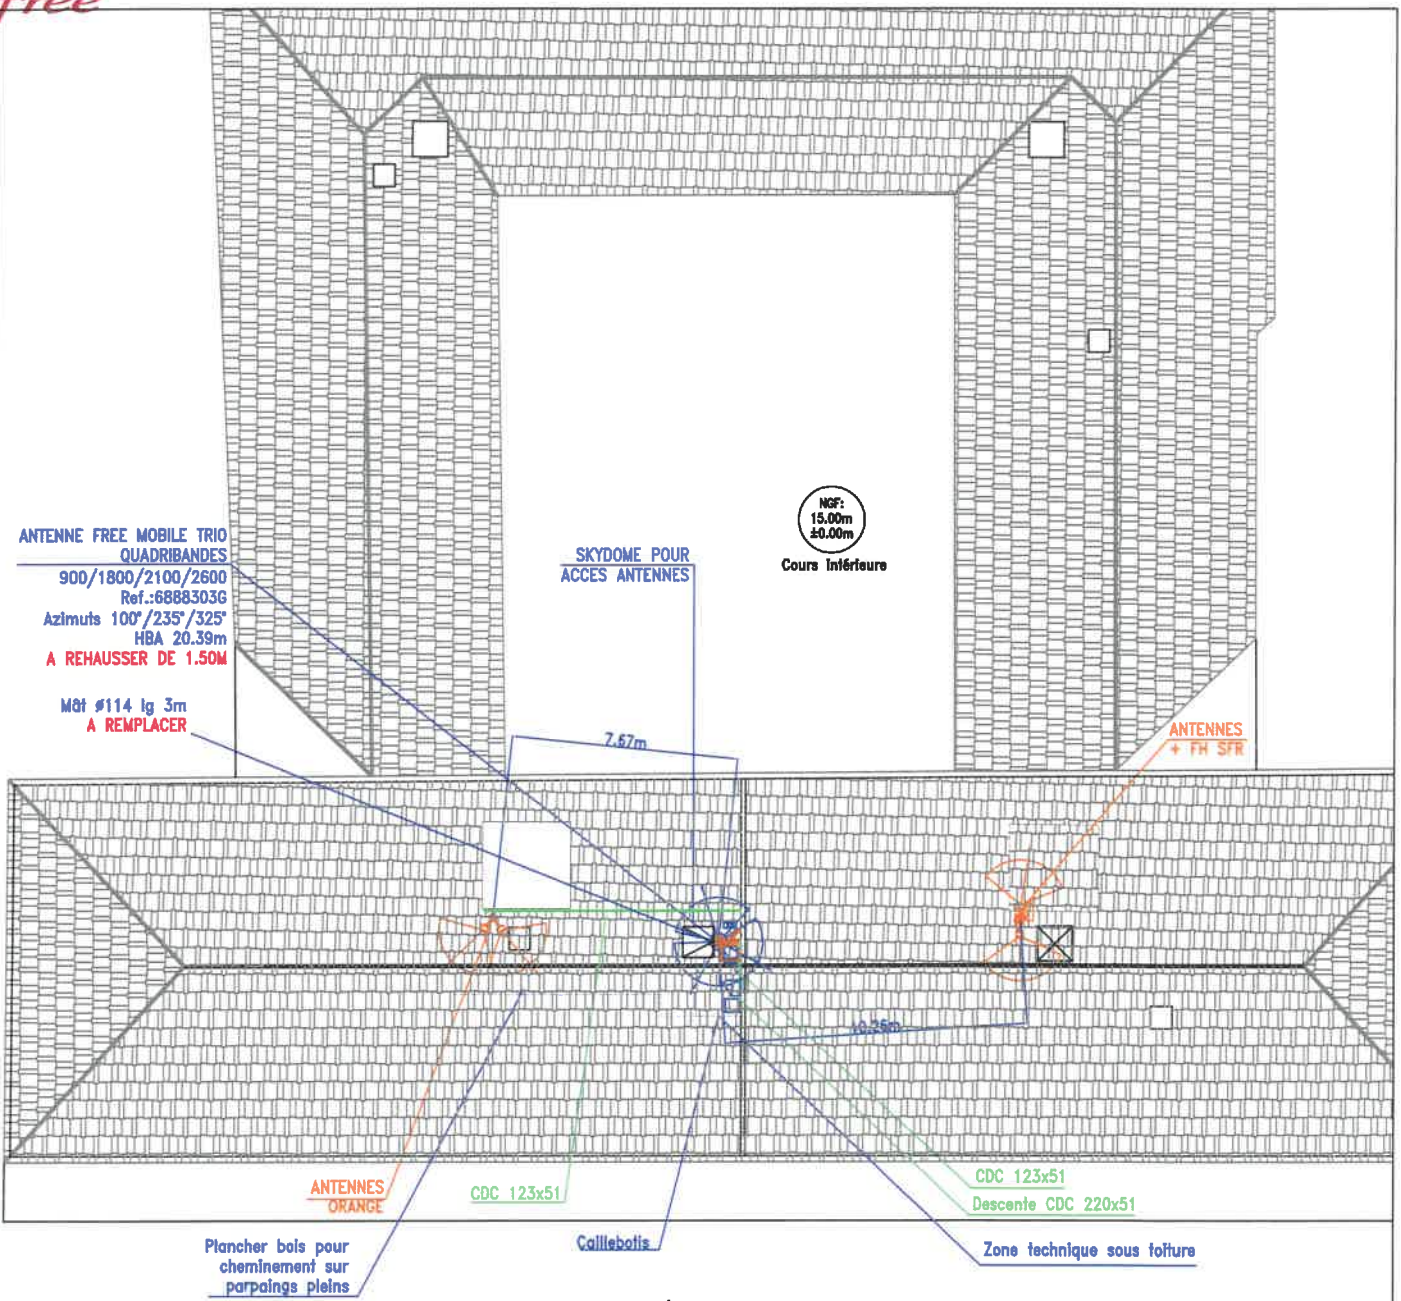 free
NGF:
15.00m
±0.00m
Cours intérieure
ANTENNE FREE MOBILE TRIO
QUADRIBANDES
900/1800/2100/2600
Ref.:6888303G
Azimuts 100°/235°/325°
HBA 20.39m
A REHAUSSER DE 1.50M
Mât ø114 lg 3m
A REMPLACER
SKYDOME POUR
ACCES ANTENNES
7.67m
ANTENNES
+ FH SFR
10.26m
ANTENNES
ORANGE
CDC 123x51
CDC 123x51
Descente CDC 220x51
Plancher bois pour
cheminement sur
parpaings pleins
Caillebotis
Zone technique sous toiture